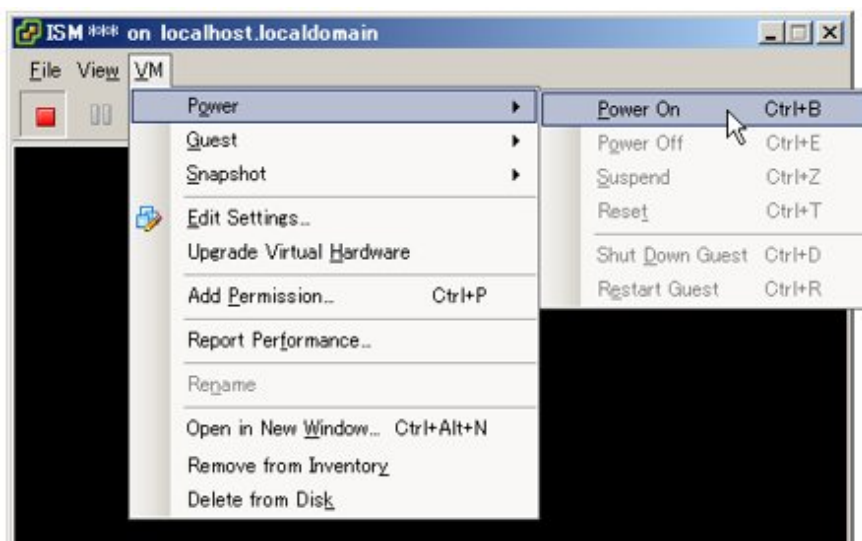 ISM *** on localhost.localdomain
File View VM
Power
Guest
Snapshot
Edit Settings...
Upgrade Virtual Hardware
Add Permission... Ctrl+P
Report Performance...
Rename
Open in New Window... Ctrl+Alt+N
Remove from Inventory
Delete from Disk
Power On Ctrl+B
Power Off Ctrl+E
Suspend Ctrl+Z
Reset Ctrl+T
Shut Down Guest Ctrl+D
Restart Guest Ctrl+R